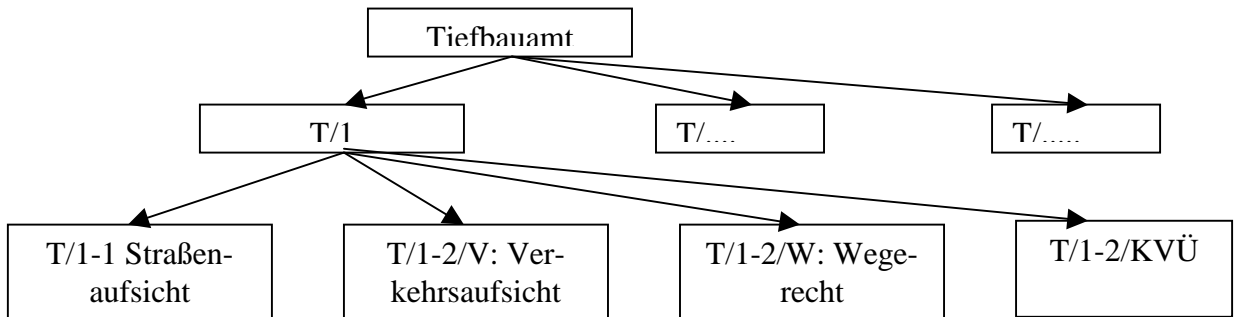 Tiefbauamt
T/1
T/....
T/.....
T/1-1 Straßen-
aufsicht
T/1-2/V: Ver-
kehrsaufsicht
T/1-2/W: Wege-
recht
T/1-2/KVÜ